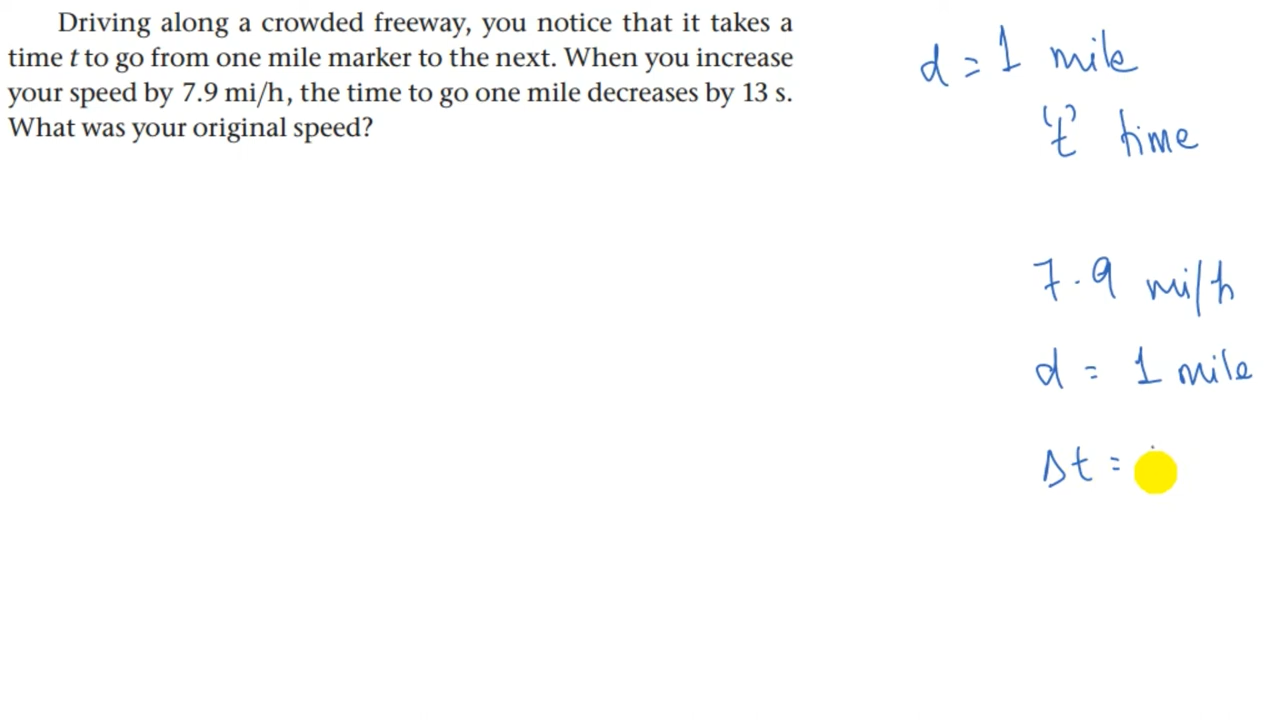 Driving along a crowded freeway, you notice that it takes a
time t to go from one mile marker to the next. When you increase
your speed by 7.9 mi/h, the time to go one mile decreases by 13 s.
What was your original speed?
d = 1 mile
't' time
7.9 mi/h
d = 1 mile
Δt =